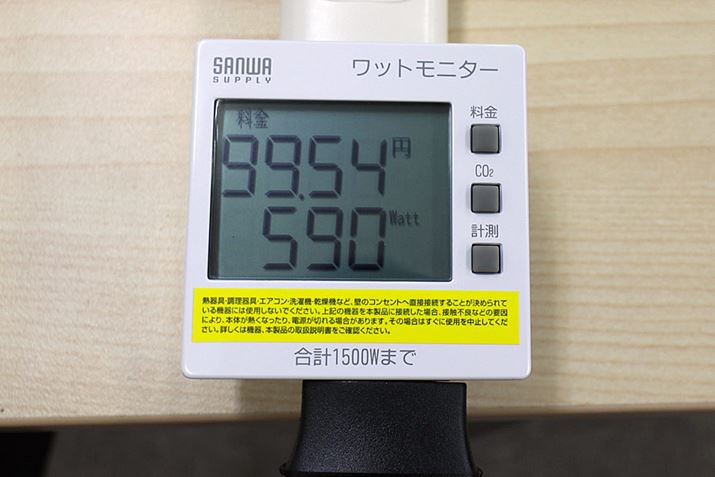 SANWA
SUPPLY
ワットモニター
料金
99.54円
590Watt
料金
CO₂
計測
熱器具・調理器具・エアコン・洗濯機・乾燥機など、壁のコンセントへ直接接続することが決められて
いる機器には使用しないでください。上記の機器を本製品に接続した場合、接触不良などの要因
により、本体が熱くなったり、電源が切れる場合があります。その場合はすぐに使用を中止してくだ
さい。詳しくは機器、本製品の取扱説明書をご確認ください。
合計1500Wまで